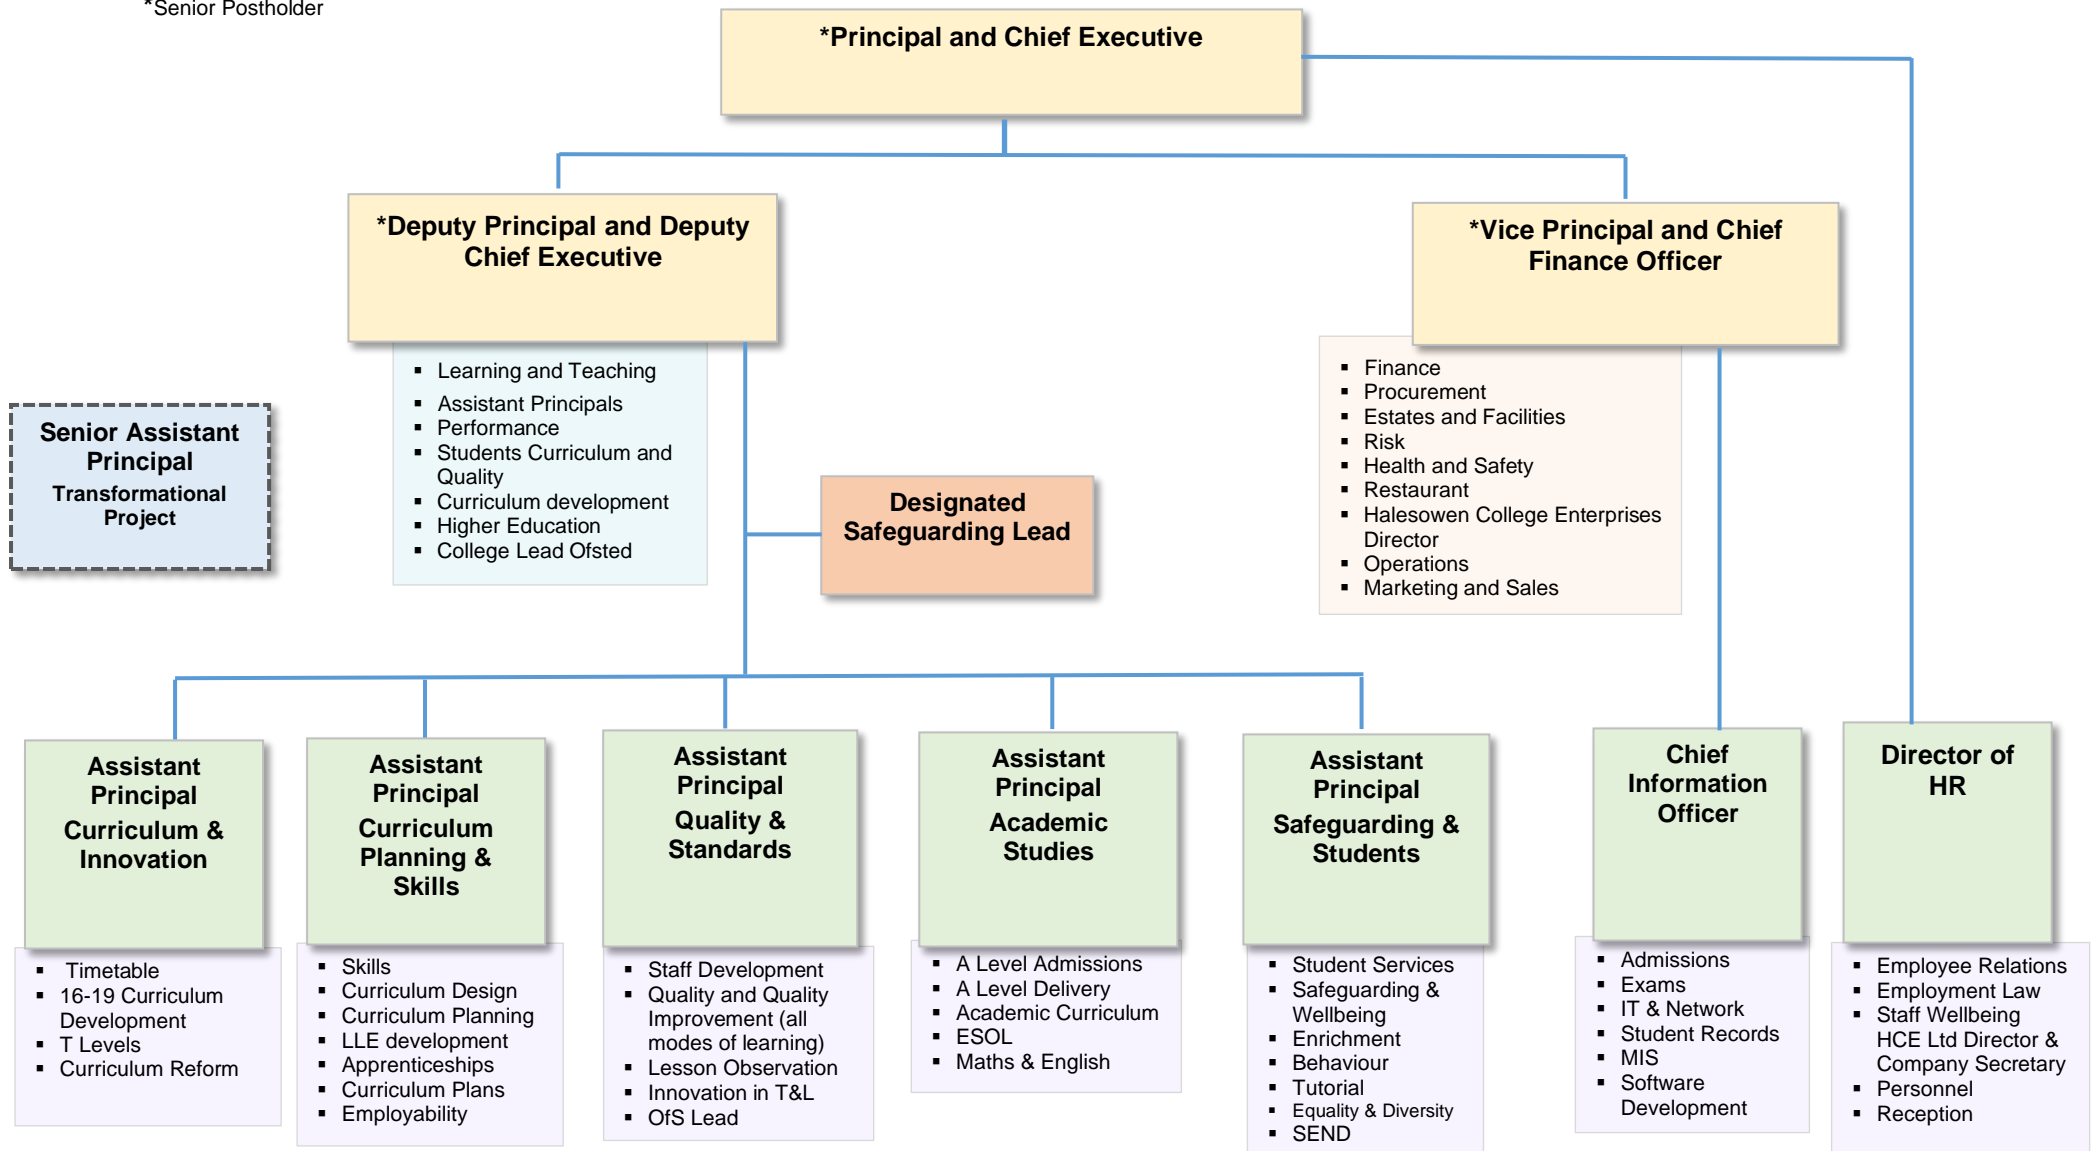 *Senior Postholder
*Principal and Chief Executive
*Deputy Principal and Deputy
Chief Executive
*Vice Principal and Chief
Finance Officer
▪ Learning and Teaching
▪ Assistant Principals
▪ Performance
▪ Students Curriculum and
Quality
▪ Curriculum development
▪ Higher Education
▪ College Lead Ofsted
▪ Finance
▪ Procurement
▪ Estates and Facilities
▪ Risk
▪ Health and Safety
▪ Restaurant
▪ Halesowen College Enterprises
Director
▪ Operations
▪ Marketing and Sales
Senior Assistant
Principal
Transformational
Project
Designated
Safeguarding Lead
Assistant
Principal
Curriculum &
Innovation
▪ Timetable
▪ 16-19 Curriculum
Development
▪ T Levels
▪ Curriculum Reform
Assistant
Principal
Curriculum
Planning &
Skills
▪ Skills
▪ Curriculum Design
▪ Curriculum Planning
▪ LLE development
▪ Apprenticeships
▪ Curriculum Plans
▪ Employability
Assistant
Principal
Quality &
Standards
▪ Staff Development
▪ Quality and Quality
Improvement (all
modes of learning)
▪ Lesson Observation
▪ Innovation in T&L
▪ OfS Lead
Assistant
Principal
Academic
Studies
▪ A Level Admissions
▪ A Level Delivery
▪ Academic Curriculum
▪ ESOL
▪ Maths & English
Assistant
Principal
Safeguarding &
Students
▪ Student Services
▪ Safeguarding &
Wellbeing
▪ Enrichment
▪ Behaviour
▪ Tutorial
▪ Equality & Diversity
▪ SEND
Chief
Information
Officer
▪ Admissions
▪ Exams
▪ IT & Network
▪ Student Records
▪ MIS
▪ Software
Development
Director of
HR
▪ Employee Relations
▪ Employment Law
▪ Staff Wellbeing
HCE Ltd Director &
Company Secretary
▪ Personnel
▪ Reception